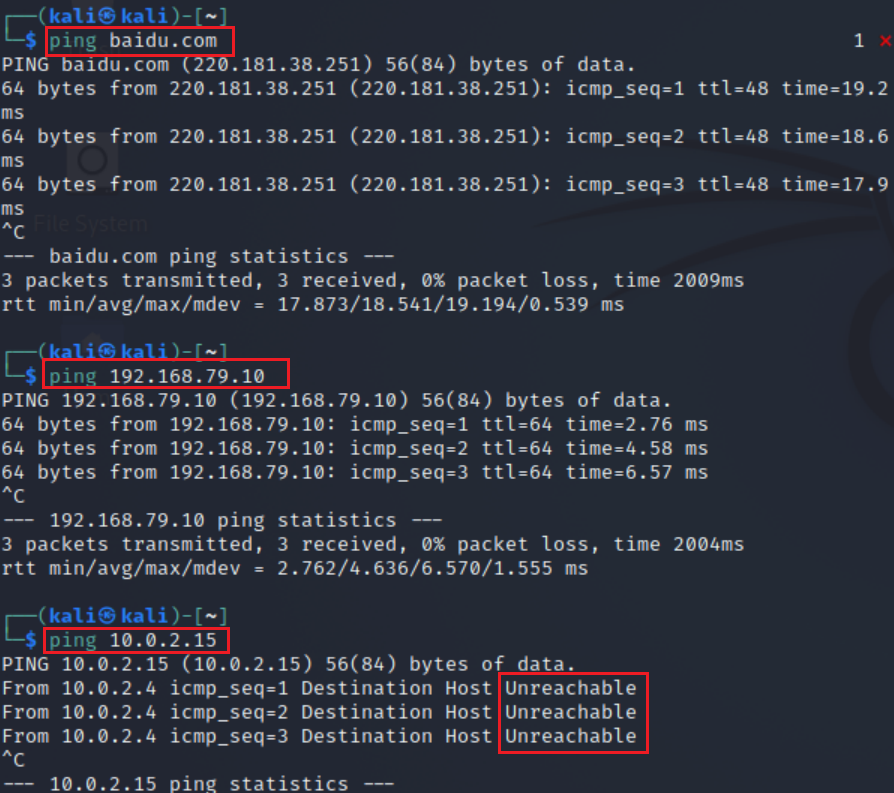 ┌──(kali㉿kali)-[~]
└─$ ping baidu.com 1 ✕
PING baidu.com (220.181.38.251) 56(84) bytes of data.
64 bytes from 220.181.38.251 (220.181.38.251): icmp_seq=1 ttl=48 time=19.2
ms
64 bytes from 220.181.38.251 (220.181.38.251): icmp_seq=2 ttl=48 time=18.6
ms
64 bytes from 220.181.38.251 (220.181.38.251): icmp_seq=3 ttl=48 time=17.9
ms
File System
^C
--- baidu.com ping statistics ---
3 packets transmitted, 3 received, 0% packet loss, time 2009ms
rtt min/avg/max/mdev = 17.873/18.541/19.194/0.539 ms
┌──(kali㉿kali)-[~]
└─$ ping 192.168.79.10
PING 192.168.79.10 (192.168.79.10) 56(84) bytes of data.
64 bytes from 192.168.79.10: icmp_seq=1 ttl=64 time=2.76 ms
64 bytes from 192.168.79.10: icmp_seq=2 ttl=64 time=4.58 ms
64 bytes from 192.168.79.10: icmp_seq=3 ttl=64 time=6.57 ms
^C
--- 192.168.79.10 ping statistics ---
3 packets transmitted, 3 received, 0% packet loss, time 2004ms
rtt min/avg/max/mdev = 2.762/4.636/6.570/1.555 ms
┌──(kali㉿kali)-[~]
└─$ ping 10.0.2.15
PING 10.0.2.15 (10.0.2.15) 56(84) bytes of data.
From 10.0.2.4 icmp_seq=1 Destination Host Unreachable
From 10.0.2.4 icmp_seq=2 Destination Host Unreachable
From 10.0.2.4 icmp_seq=3 Destination Host Unreachable
^C
--- 10.0.2.15 ping statistics ---